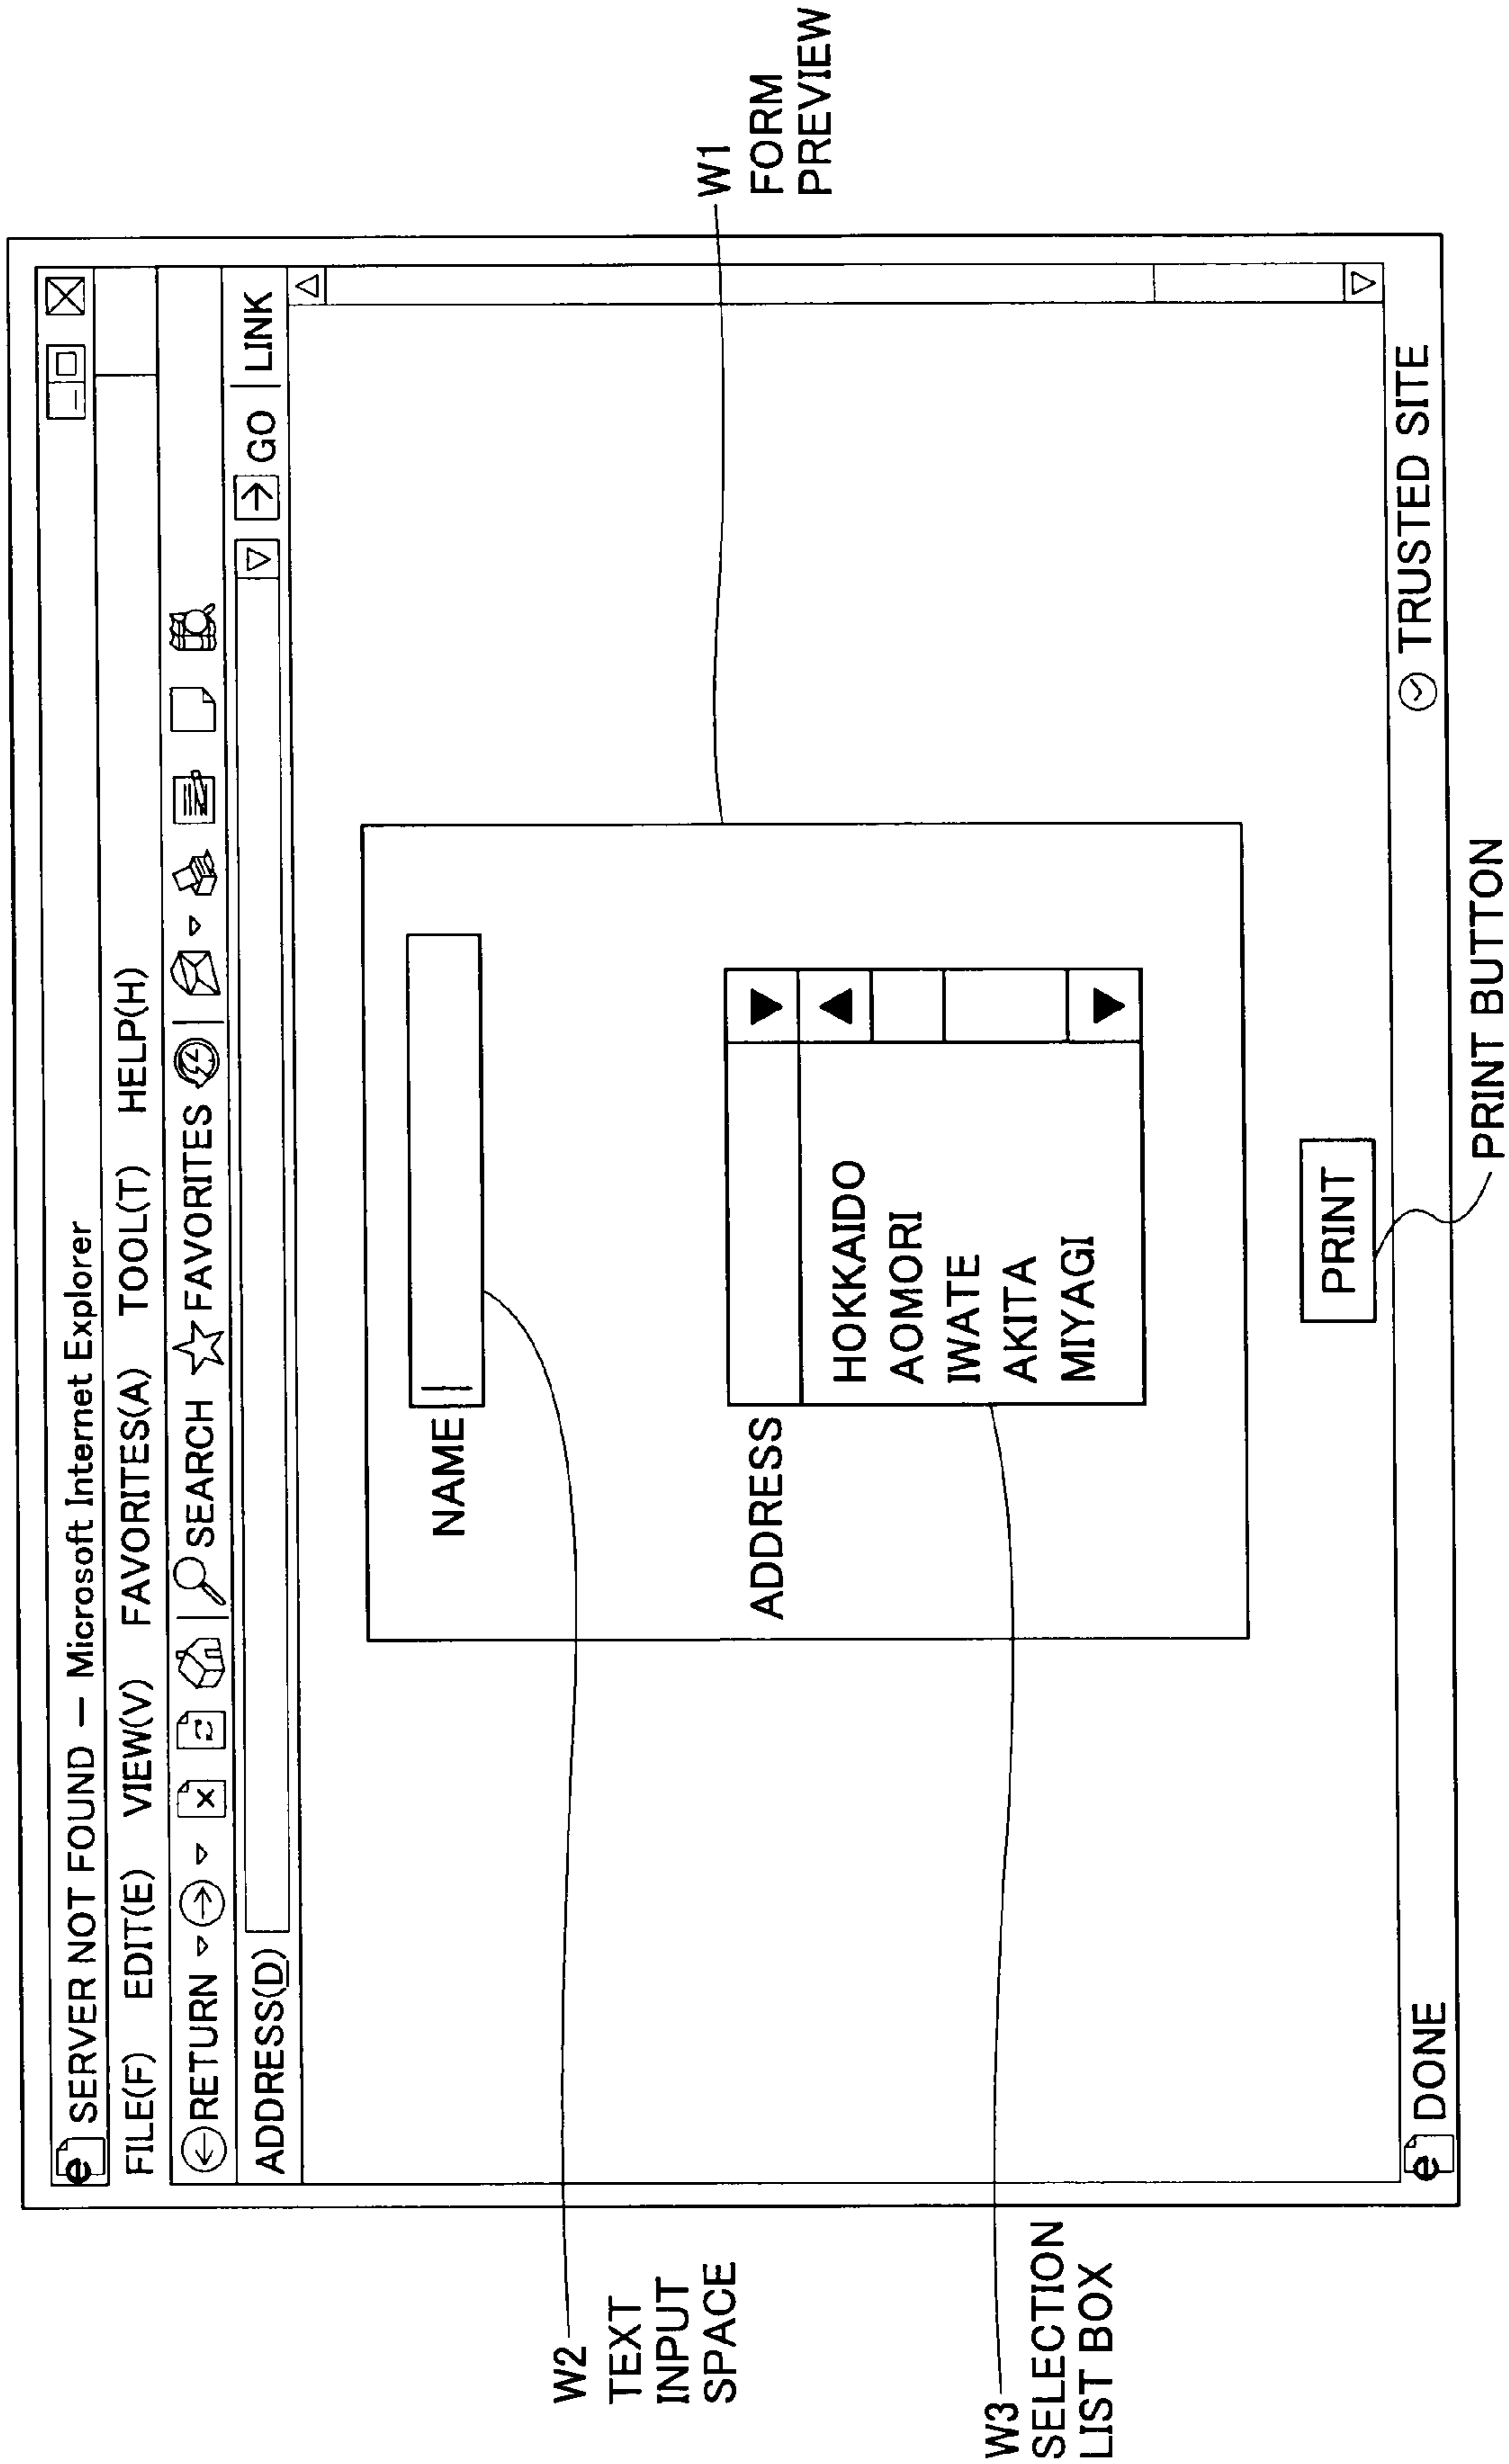 SERVER NOT FOUND — Microsoft Internet Explorer
FILE(F) EDIT(E) VIEW(V) FAVORITES(A) TOOL(T) HELP(H)
RETURN SEARCH FAVORITES
ADDRESS(D) GO LINK
NAME
ADDRESS
HOKKAIDO
AOMORI
IWATE
AKITA
MIYAGI
PRINT
DONE TRUSTED SITE
W1
FORM
PREVIEW
W2
TEXT
INPUT
SPACE
W3
SELECTION
LIST BOX
PRINT BUTTON